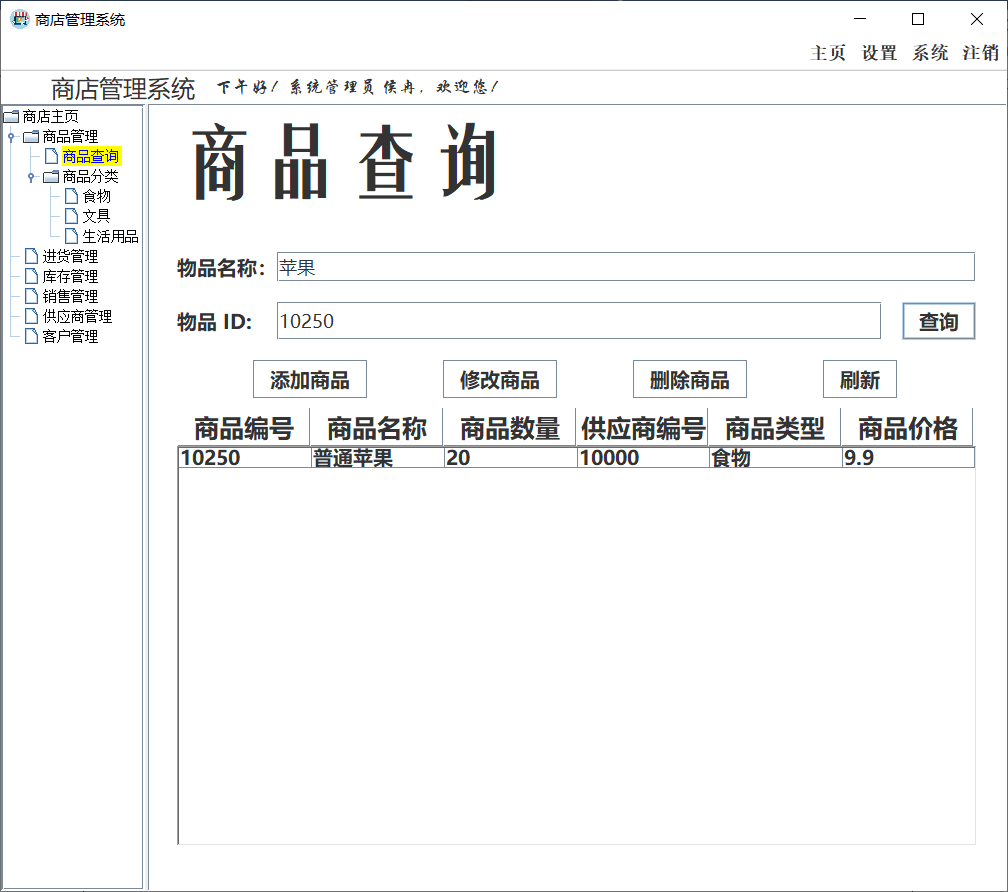 商店管理系统
主页 设置 系统 注销
商店管理系统 下午好！系统管理员侯冉，欢迎您！
商店主页
商品管理
商品查询
商品分类
食物
文具
生活用品
进货管理
库存管理
销售管理
供应商管理
客户管理
商品查询
物品名称： 苹果
物品 ID: 10250 查询
添加商品 修改商品 删除商品 刷新
商品编号 商品名称 商品数量 供应商编号 商品类型 商品价格
10250 普通苹果 20 10000 食物 9.9